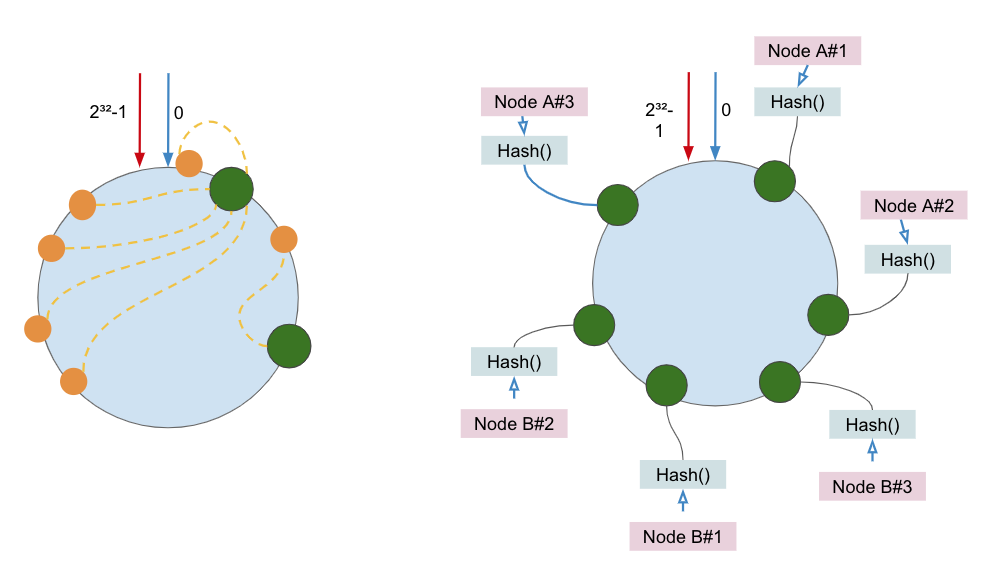 2³²-1
0
Node A#1
Hash()
Node A#3
Hash()
2³²-
1
0
Node A#2
Hash()
Hash()
Node B#2
Hash()
Node B#3
Hash()
Node B#1